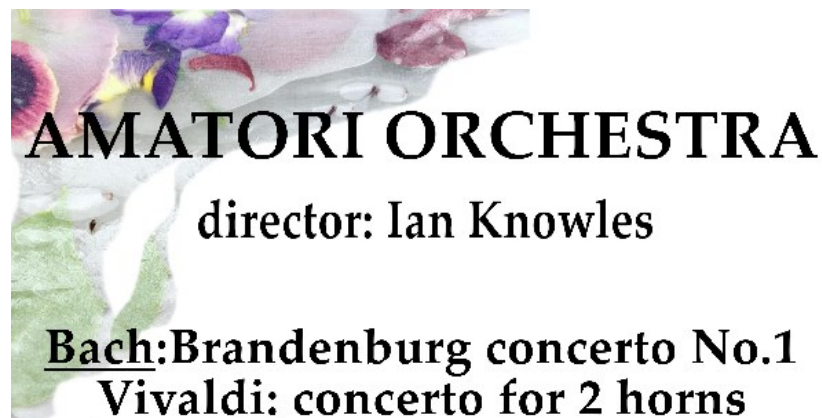 AMATORI ORCHESTRA
director: Ian Knowles
Bach:Brandenburg concerto No.1
Vivaldi: concerto for 2 horns